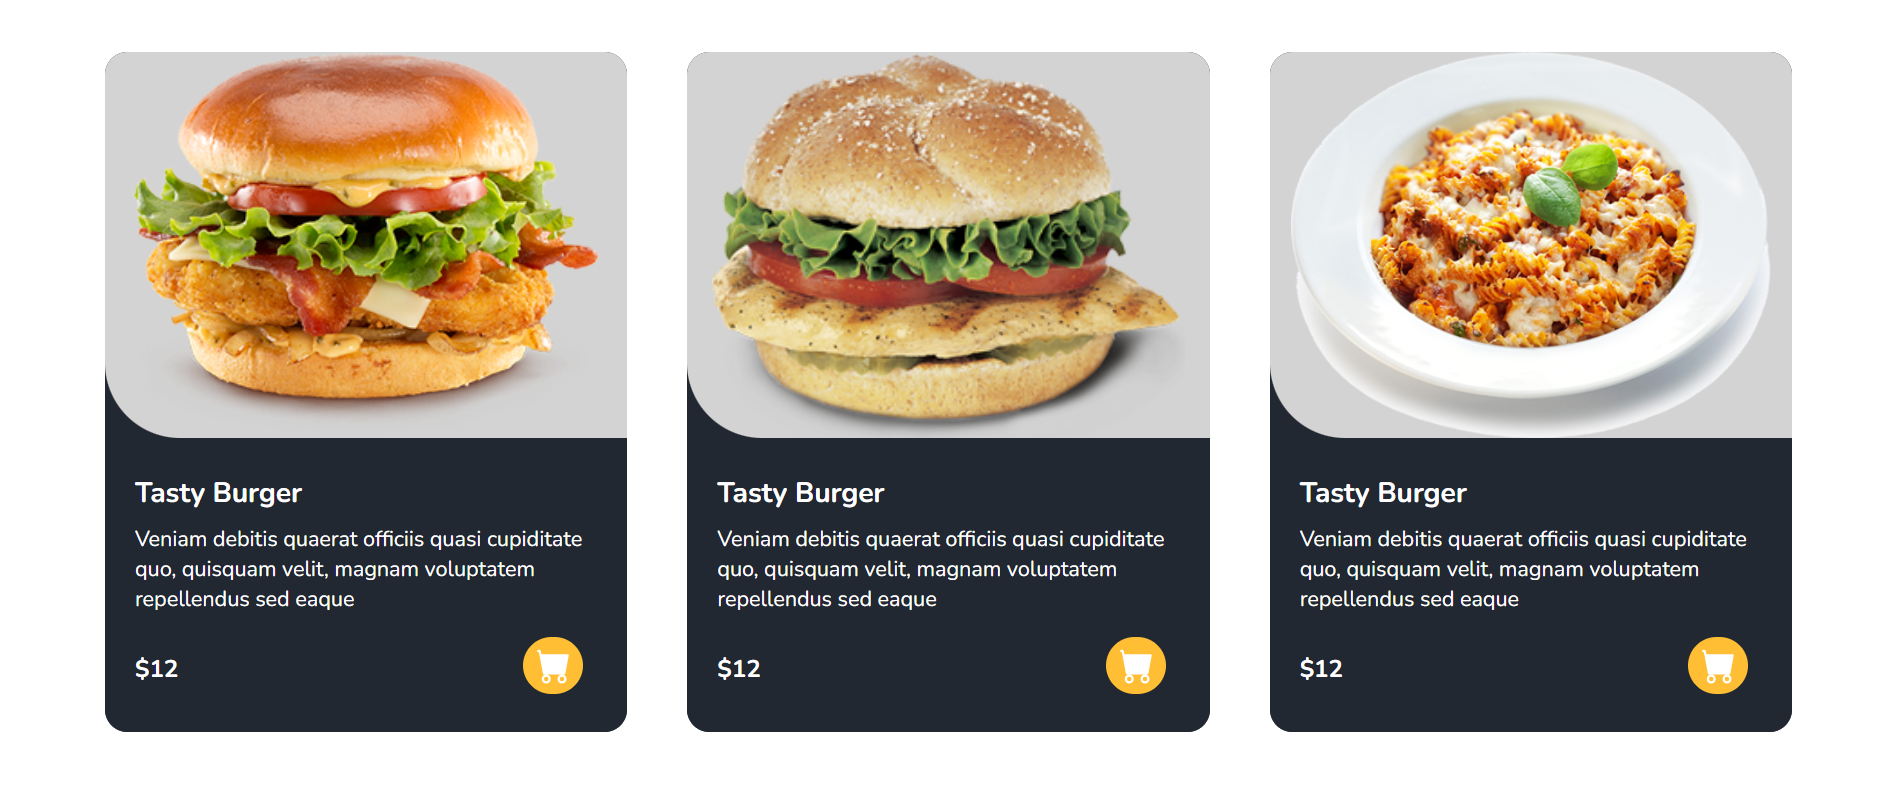 Tasty Burger
Veniam debitis quaerat officiis quasi cupiditate
quo, quisquam velit, magnam voluptatem
repellendus sed eaque
$12
Tasty Burger
Veniam debitis quaerat officiis quasi cupiditate
quo, quisquam velit, magnam voluptatem
repellendus sed eaque
$12
Tasty Burger
Veniam debitis quaerat officiis quasi cupiditate
quo, quisquam velit, magnam voluptatem
repellendus sed eaque
$12